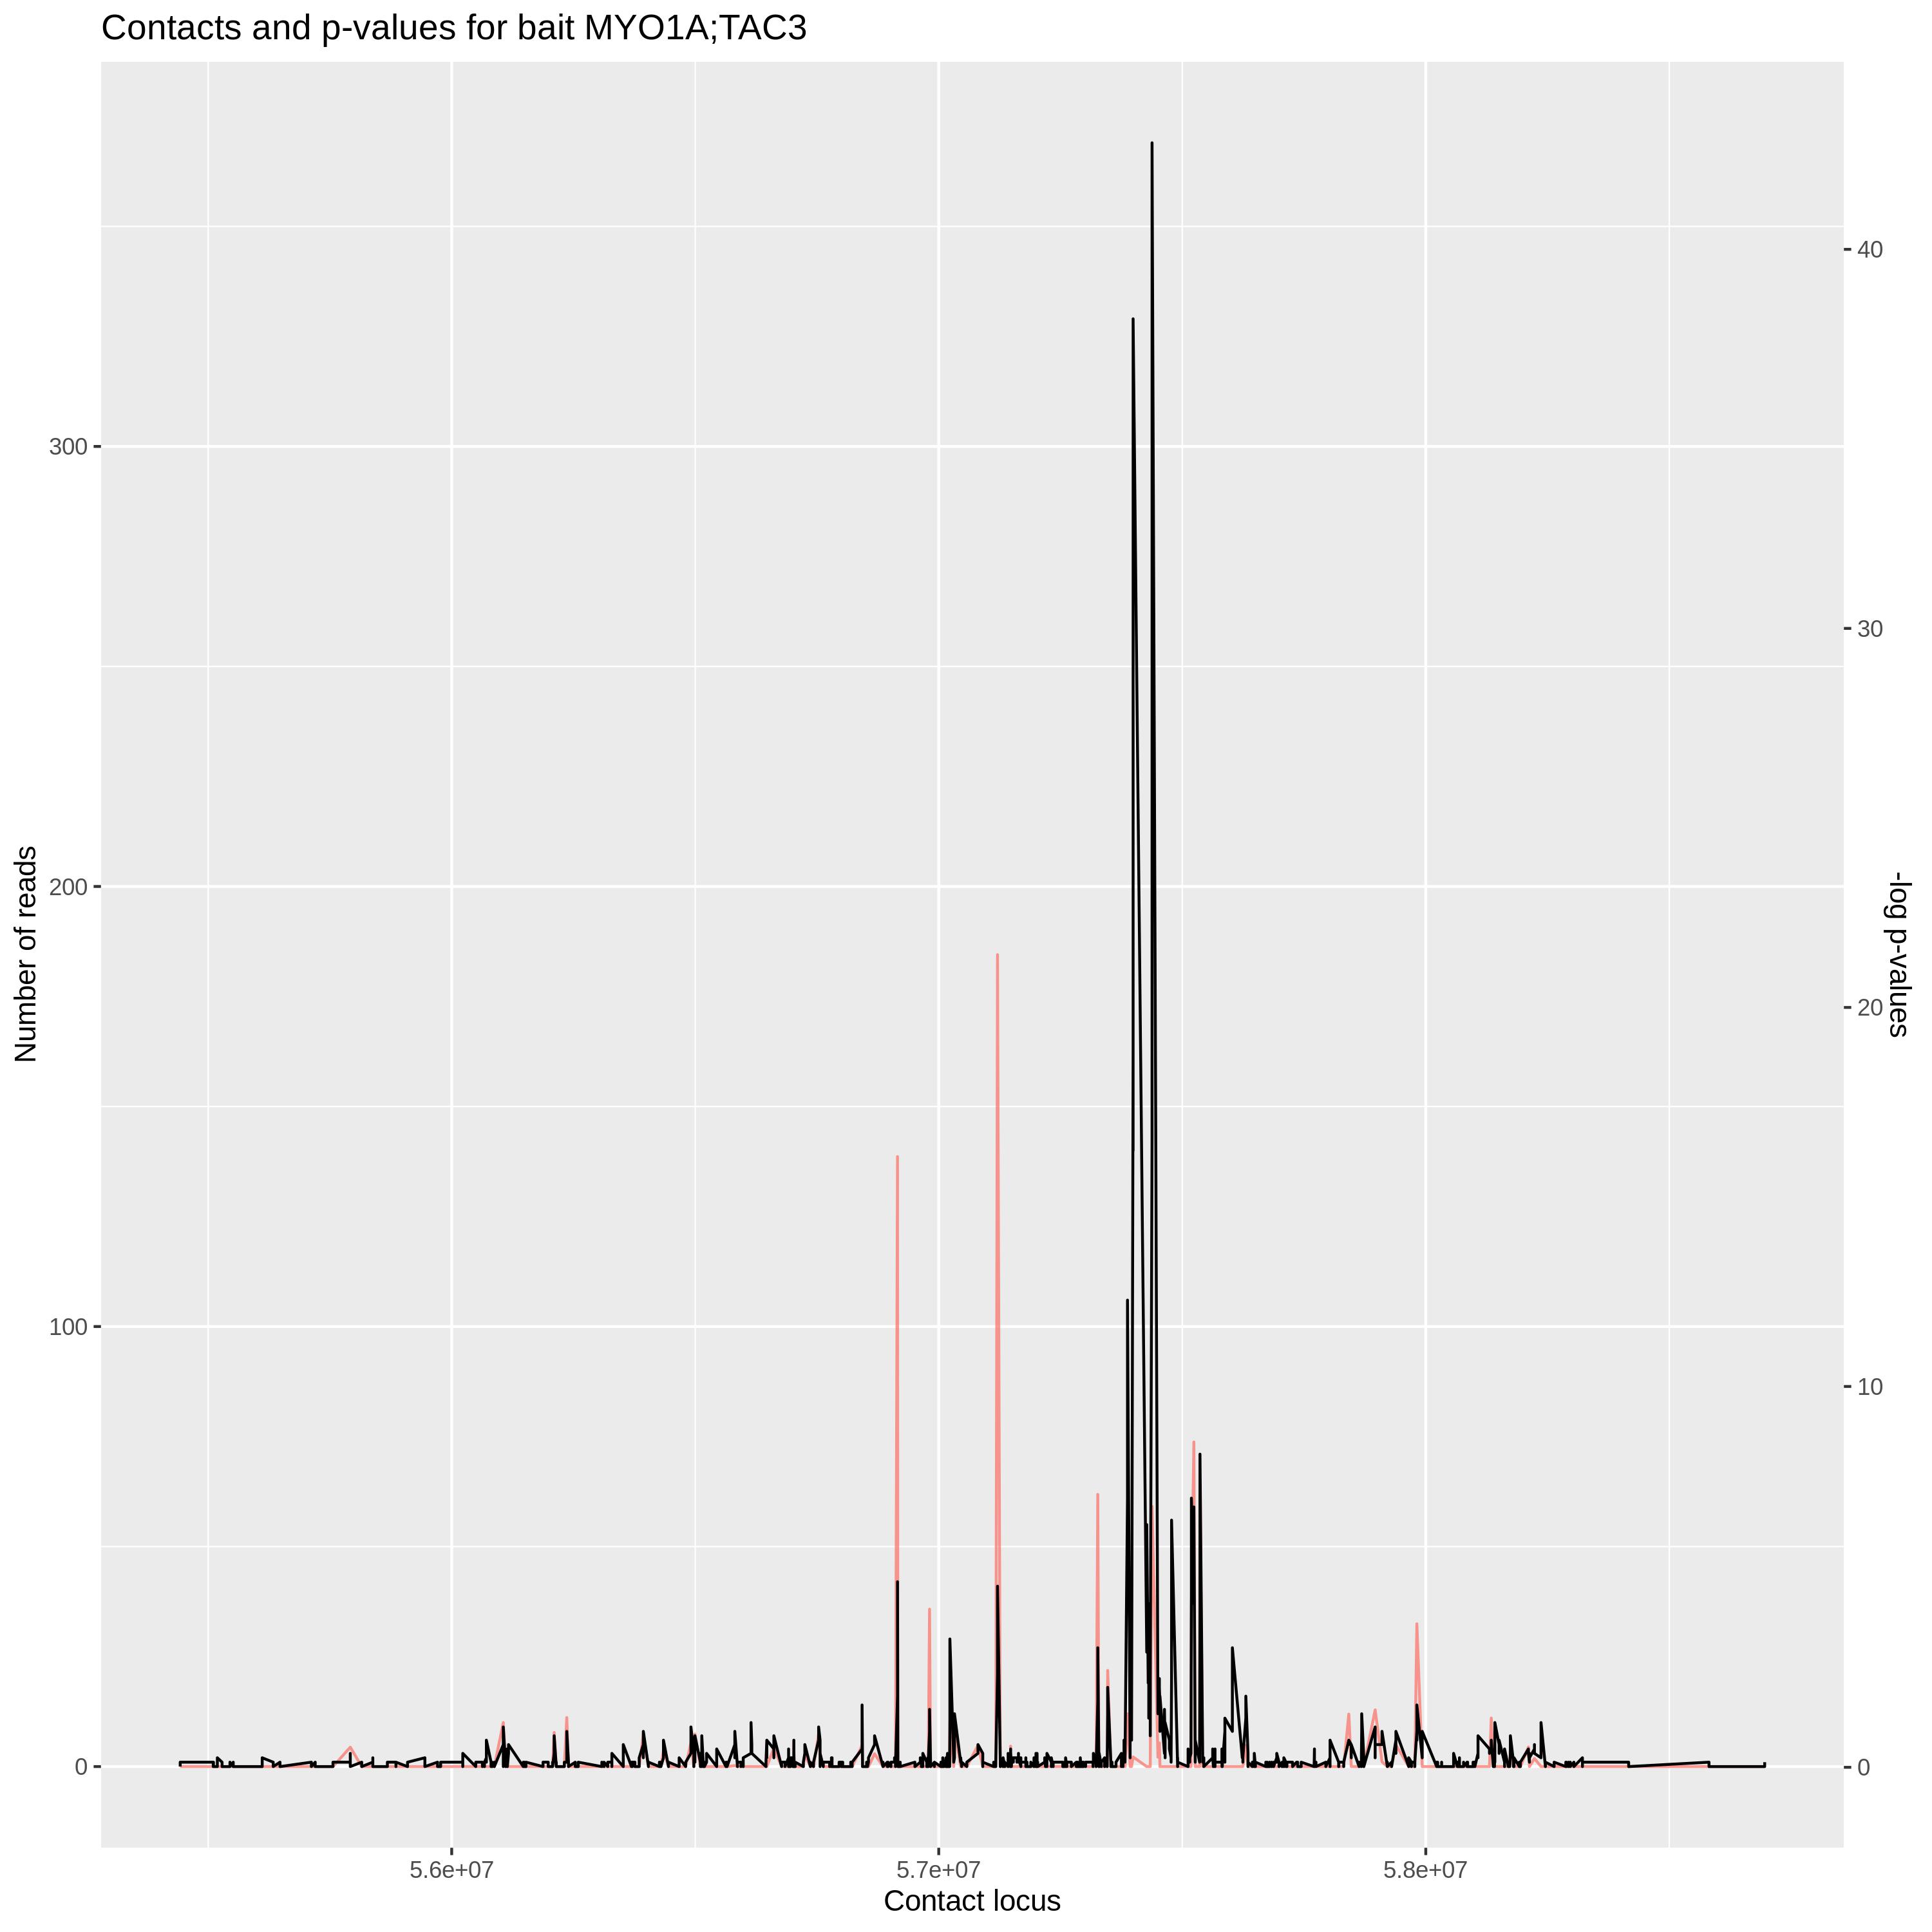 Contacts and p-values for bait MYO1A;TAC3
Number of reads
300
200
100
0
40
30
20
10
0
-log p-values
5.6e+07
5.7e+07
5.8e+07
Contact locus